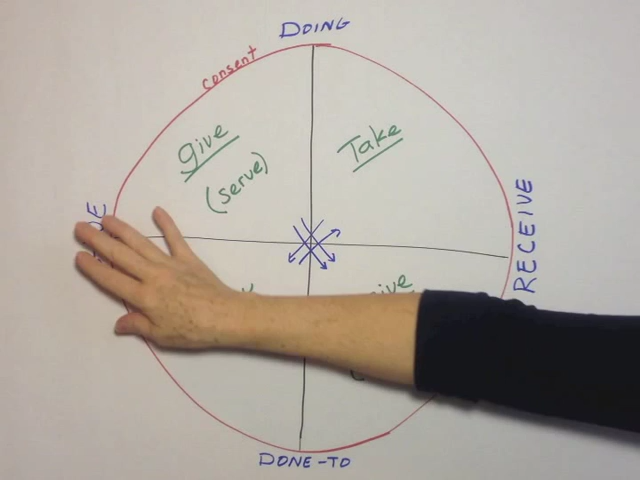 DOING
consent
give
(serve)
Take
RECEIVE
DONE-TO